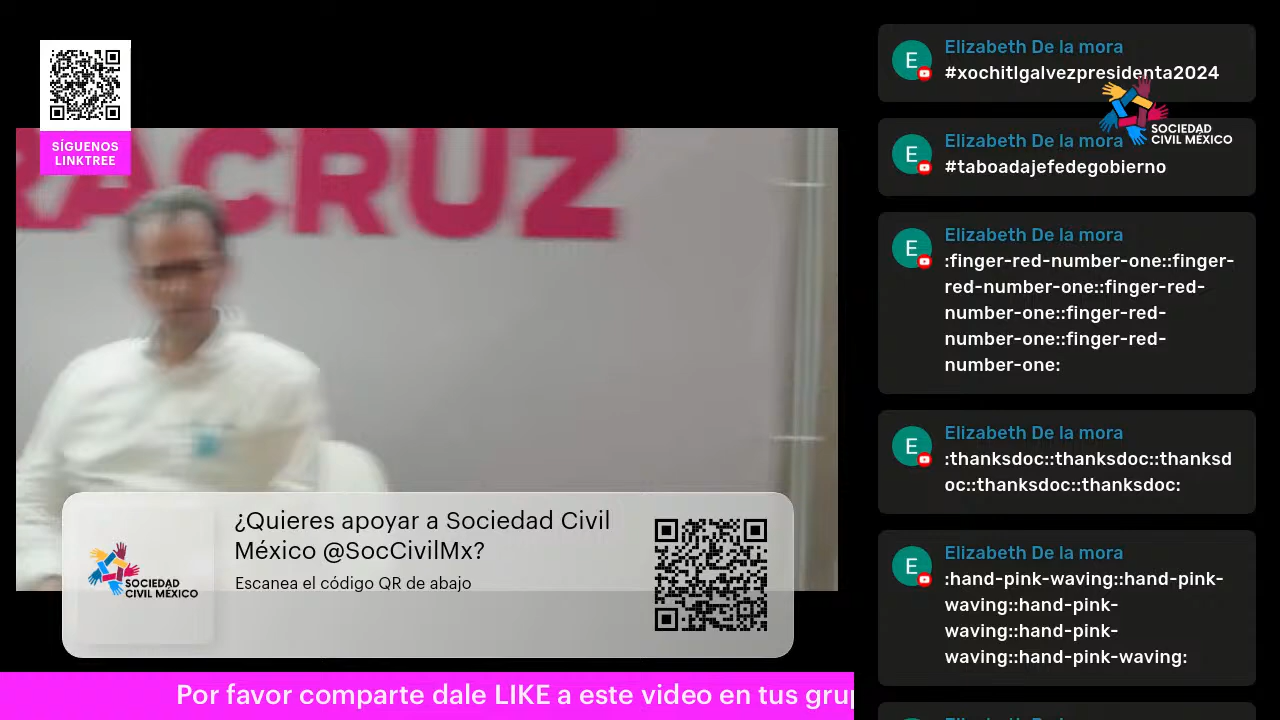 SÍGUENOS
LINKTREE
RACRUZ
¿Quieres apoyar a Sociedad Civil
México @SocCivilMx?
Escanea el código QR de abajo
SOCIEDAD
CIVIL MÉXICO
Por favor comparte dale LIKE a este video en tus
Elizabeth De la mora
#xochitlgalvezpresidenta2024
SOCIEDAD
CIVIL MÉXICO
Elizabeth De la mora
#taboadajefedegobierno
Elizabeth De la mora
:finger-red-number-one::finger-
red-number-one::finger-red-
number-one::finger-red-
number-one::finger-red-
number-one:
Elizabeth De la mora
:thanksdoc::thanksdoc::thanksd
oc::thanksdoc::thanksdoc:
Elizabeth De la mora
:hand-pink-waving::hand-pink-
waving::hand-pink-
waving::hand-pink-
waving::hand-pink-waving: